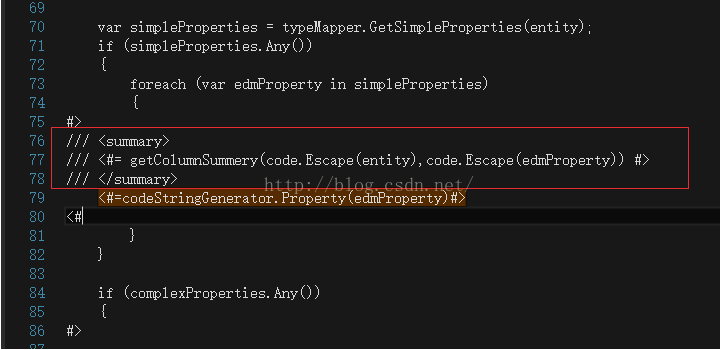 69
70 var simpleProperties = typeMapper.GetSimpleProperties(entity);
71 if (simpleProperties.Any())
72 {
73 foreach (var edmProperty in simpleProperties)
74 {
75 #>
76 /// <summary>
77 /// <#= getColumnSummery(code.Escape(entity),code.Escape(edmProperty)) #>
78 /// </summary>
http://blog.csdn.net/
79 <#=codeStringGenerator.Property(edmProperty)#>
80 <#
81 }
82 }
83
84 if (complexProperties.Any())
85 {
86 #>
87